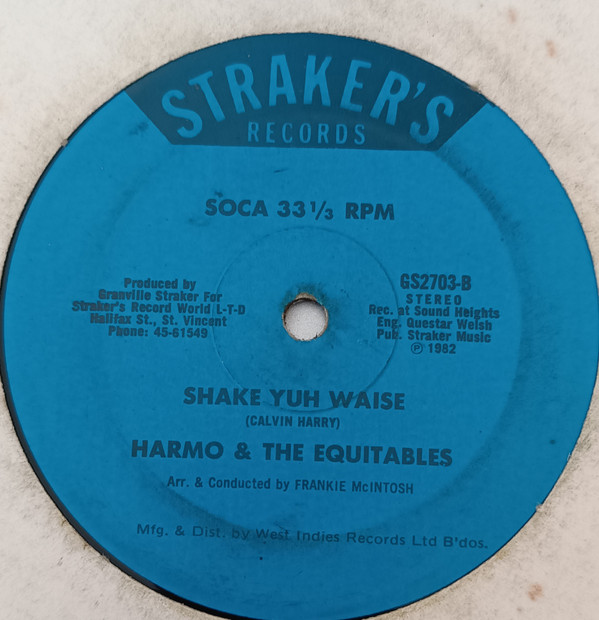 STRAKER'S
RECORDS
SOCA 33 1/3 RPM
Produced by
Granville Straker For
Straker's Record World L-T-D
Halifax St., St. Vincent
Phone: 45-61549
GS2703-B
STEREO
Rec. at Sound Heights
Eng. Questar Welsh
Pub. Straker Music
Ⓟ 1982
SHAKE YUH WAISE
(CALVIN HARRY)
HARMO & THE EQUITABLES
Arr. & Conducted by FRANKIE McINTOSH
Mfg. & Dist. by West Indies Records Ltd B'dos.